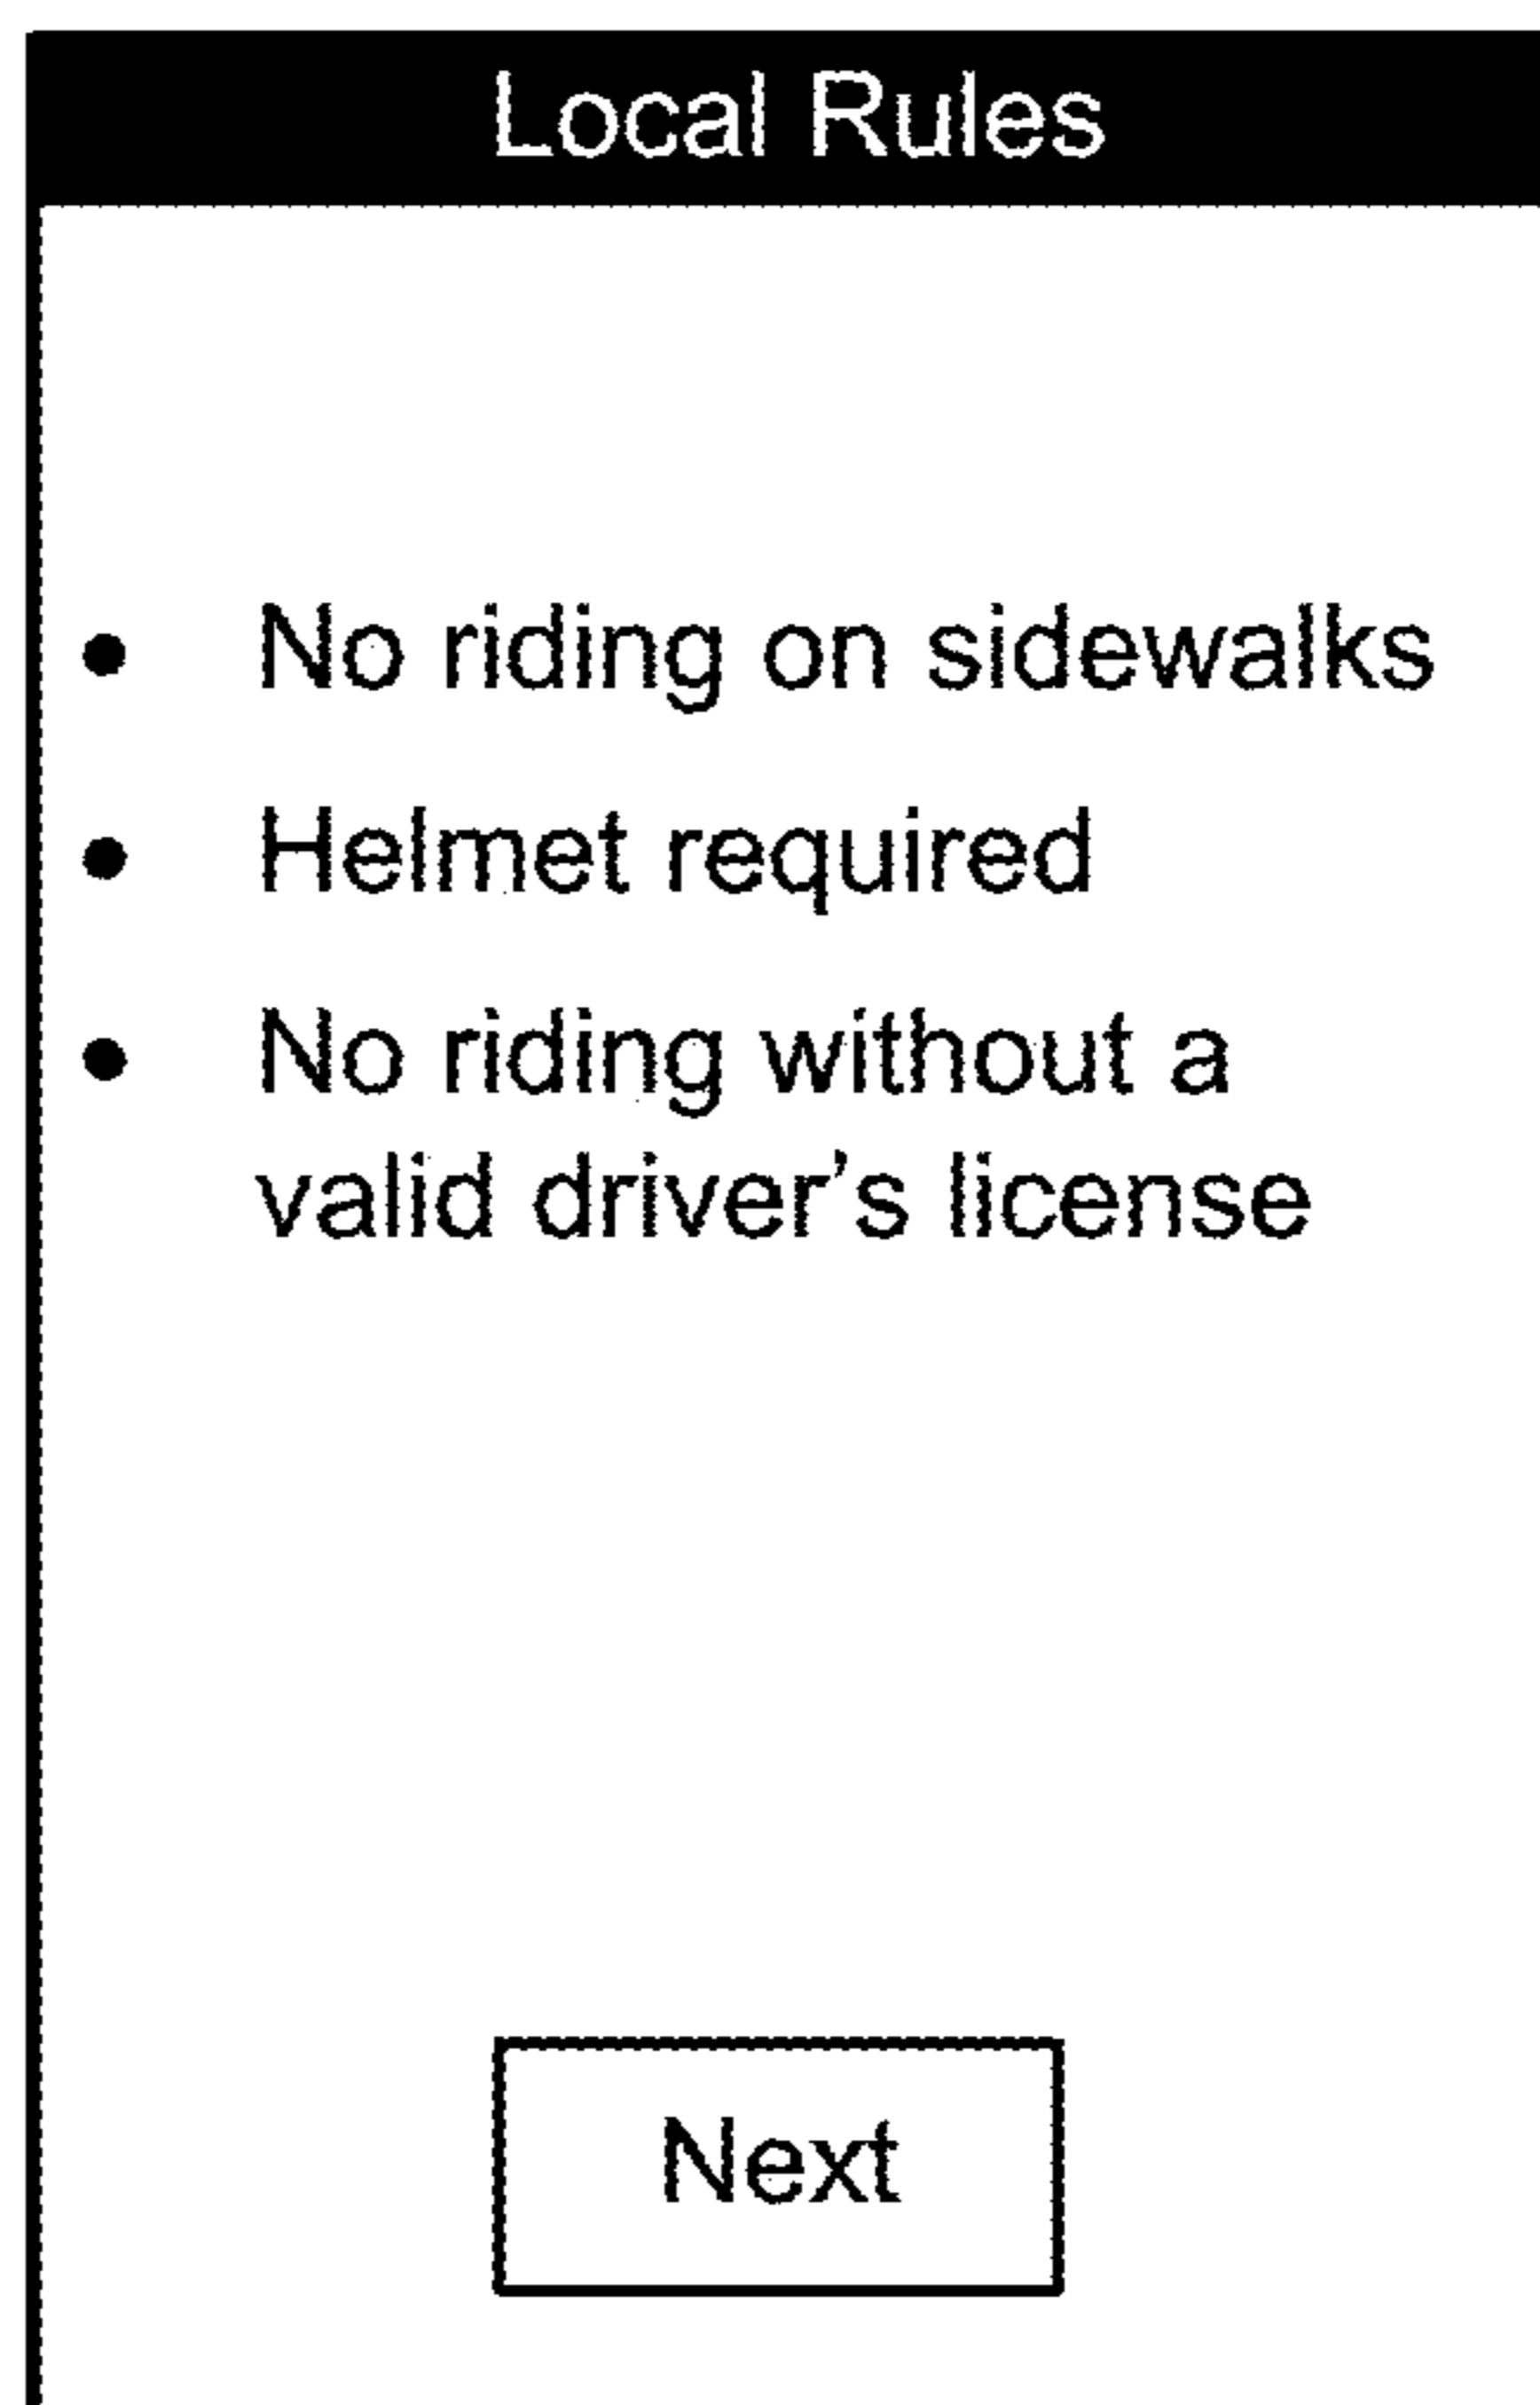 Local Rules
• No riding on sidewalks
• Helmet required
• No riding without a
valid driver’s license
Next